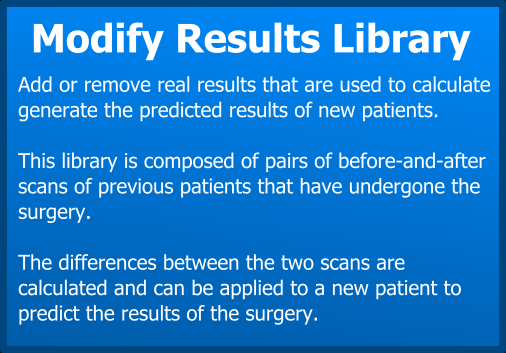 Modify Results Library
Add or remove real results that are used to calculate
generate the predicted results of new patients.
This library is composed of pairs of before-and-after
scans of previous patients that have undergone the
surgery.
The differences between the two scans are
calculated and can be applied to a new patient to
predict the results of the surgery.